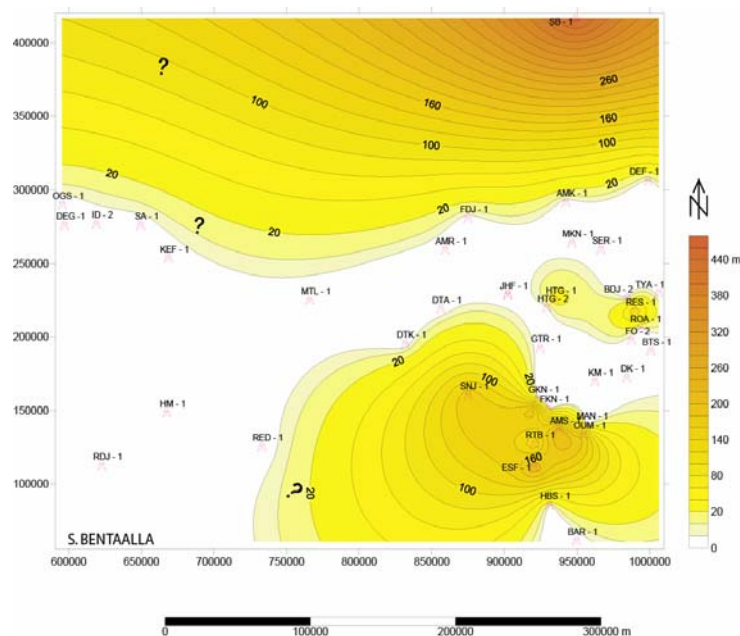 400000
350000
300000
250000
200000
150000
100000
SB - 1
?
260
100
160
160
100
20
20
20
20
20
?
DEF - 1
AMK - 1
OGS - 1
DEG -1
ID - 2
SA - 1
KEF - 1
FDJ - 1
AMR - 1
MKN - 1
SER - 1
MTL - 1
DTA - 1
JHF - 1
HTG - 1
HTG - 2
BDJ - 2
TYA - 1
RES - 1
ROA - 1
FO - 2
BTS - 1
DTK - 1
GTR - 1
20
100
20
SNJ - 1
KM - 1
DK - 1
GKN - 1
FKN - 1
HM - 1
AMS - 1
MAN - 1
OUM - 1
RTB - 1
160
RED - 1
RDJ - 1
ESF - 1
100
?
20
HBS - 1
BAR - 1
S. BENTAALLA
600000 650000 700000 750000 800000 850000 900000 950000 1000000
N
440 m
380
320
260
200
140
80
20
0
0 100000 200000 300000 m